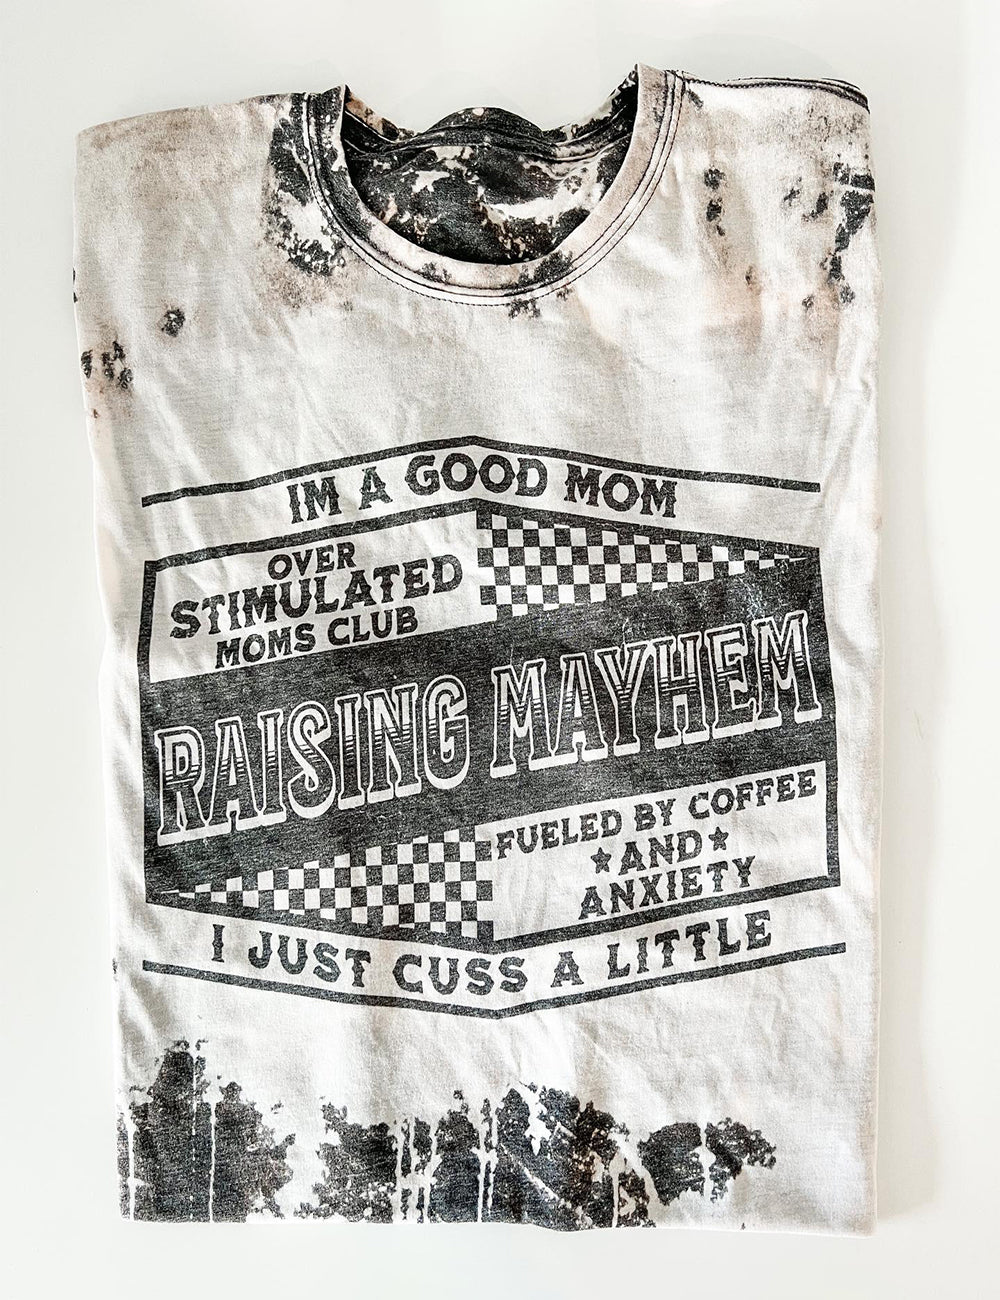 IM A GOOD MOM
OVER
STIMULATED
MOMS CLUB
RAISING MAYHEM
FUELED BY COFFEE
★AND★
ANXIETY
I JUST CUSS A LITTLE